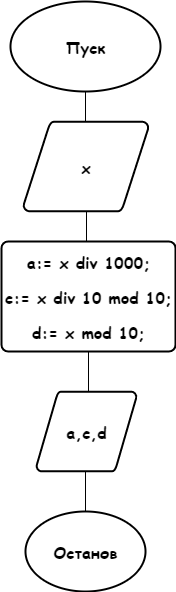 Пуск
x
a:= x div 1000;
c:= x div 10 mod 10;
d:= x mod 10;
a,c,d
Останов